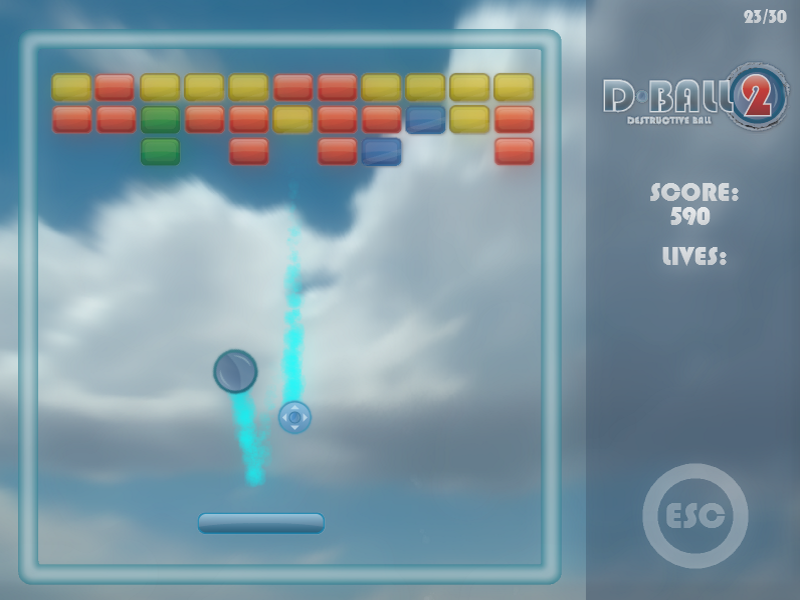 23/30
D·BALL 2
DESTRUCTIVE BALL
SCORE:
590
LIVES:
ESC